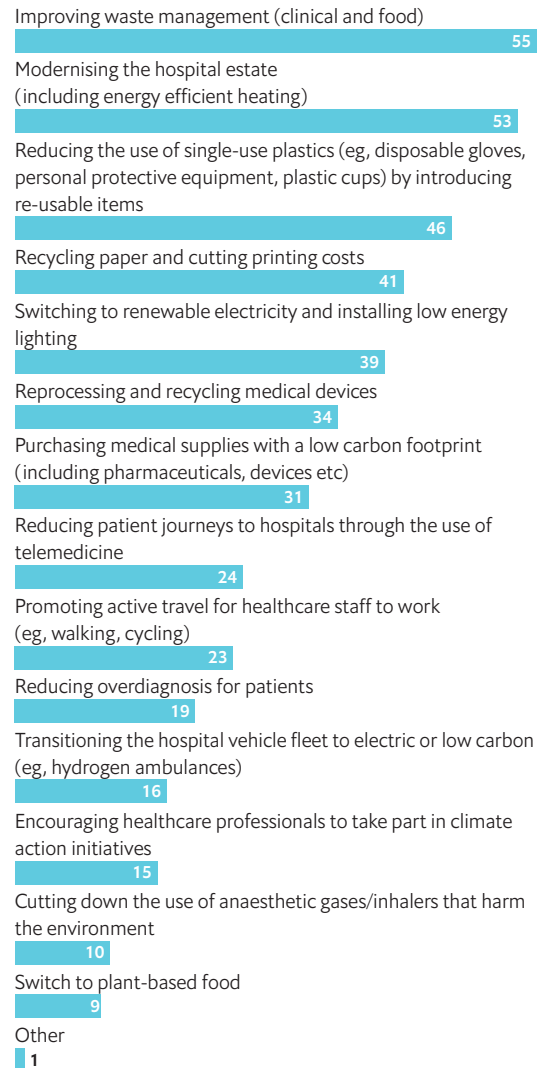 Improving waste management (clinical and food)
55
Modernising the hospital estate
(including energy efficient heating)
53
Reducing the use of single-use plastics (eg, disposable gloves,
personal protective equipment, plastic cups) by introducing
re-usable items
46
Recycling paper and cutting printing costs
41
Switching to renewable electricity and installing low energy
lighting
39
Reprocessing and recycling medical devices
34
Purchasing medical supplies with a low carbon footprint
(including pharmaceuticals, devices etc)
31
Reducing patient journeys to hospitals through the use of
telemedicine
24
Promoting active travel for healthcare staff to work
(eg, walking, cycling)
23
Reducing overdiagnosis for patients
19
Transitioning the hospital vehicle fleet to electric or low carbon
(eg, hydrogen ambulances)
16
Encouraging healthcare professionals to take part in climate
action initiatives
15
Cutting down the use of anaesthetic gases/inhalers that harm
the environment
10
Switch to plant-based food
9
Other
1